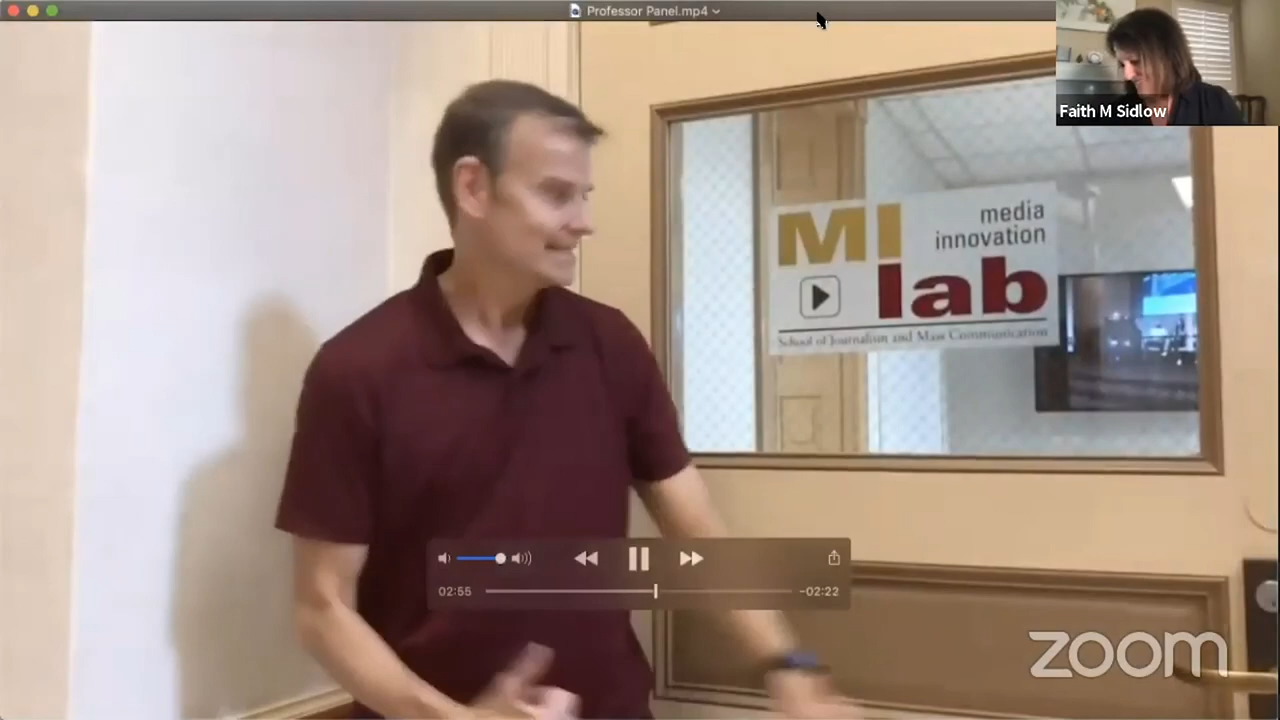 Professor Panel.mp4
Faith M Sidlow
MI media
innovation
lab
School of Journalism and Mass Communication
02:55
-02:22
zoom